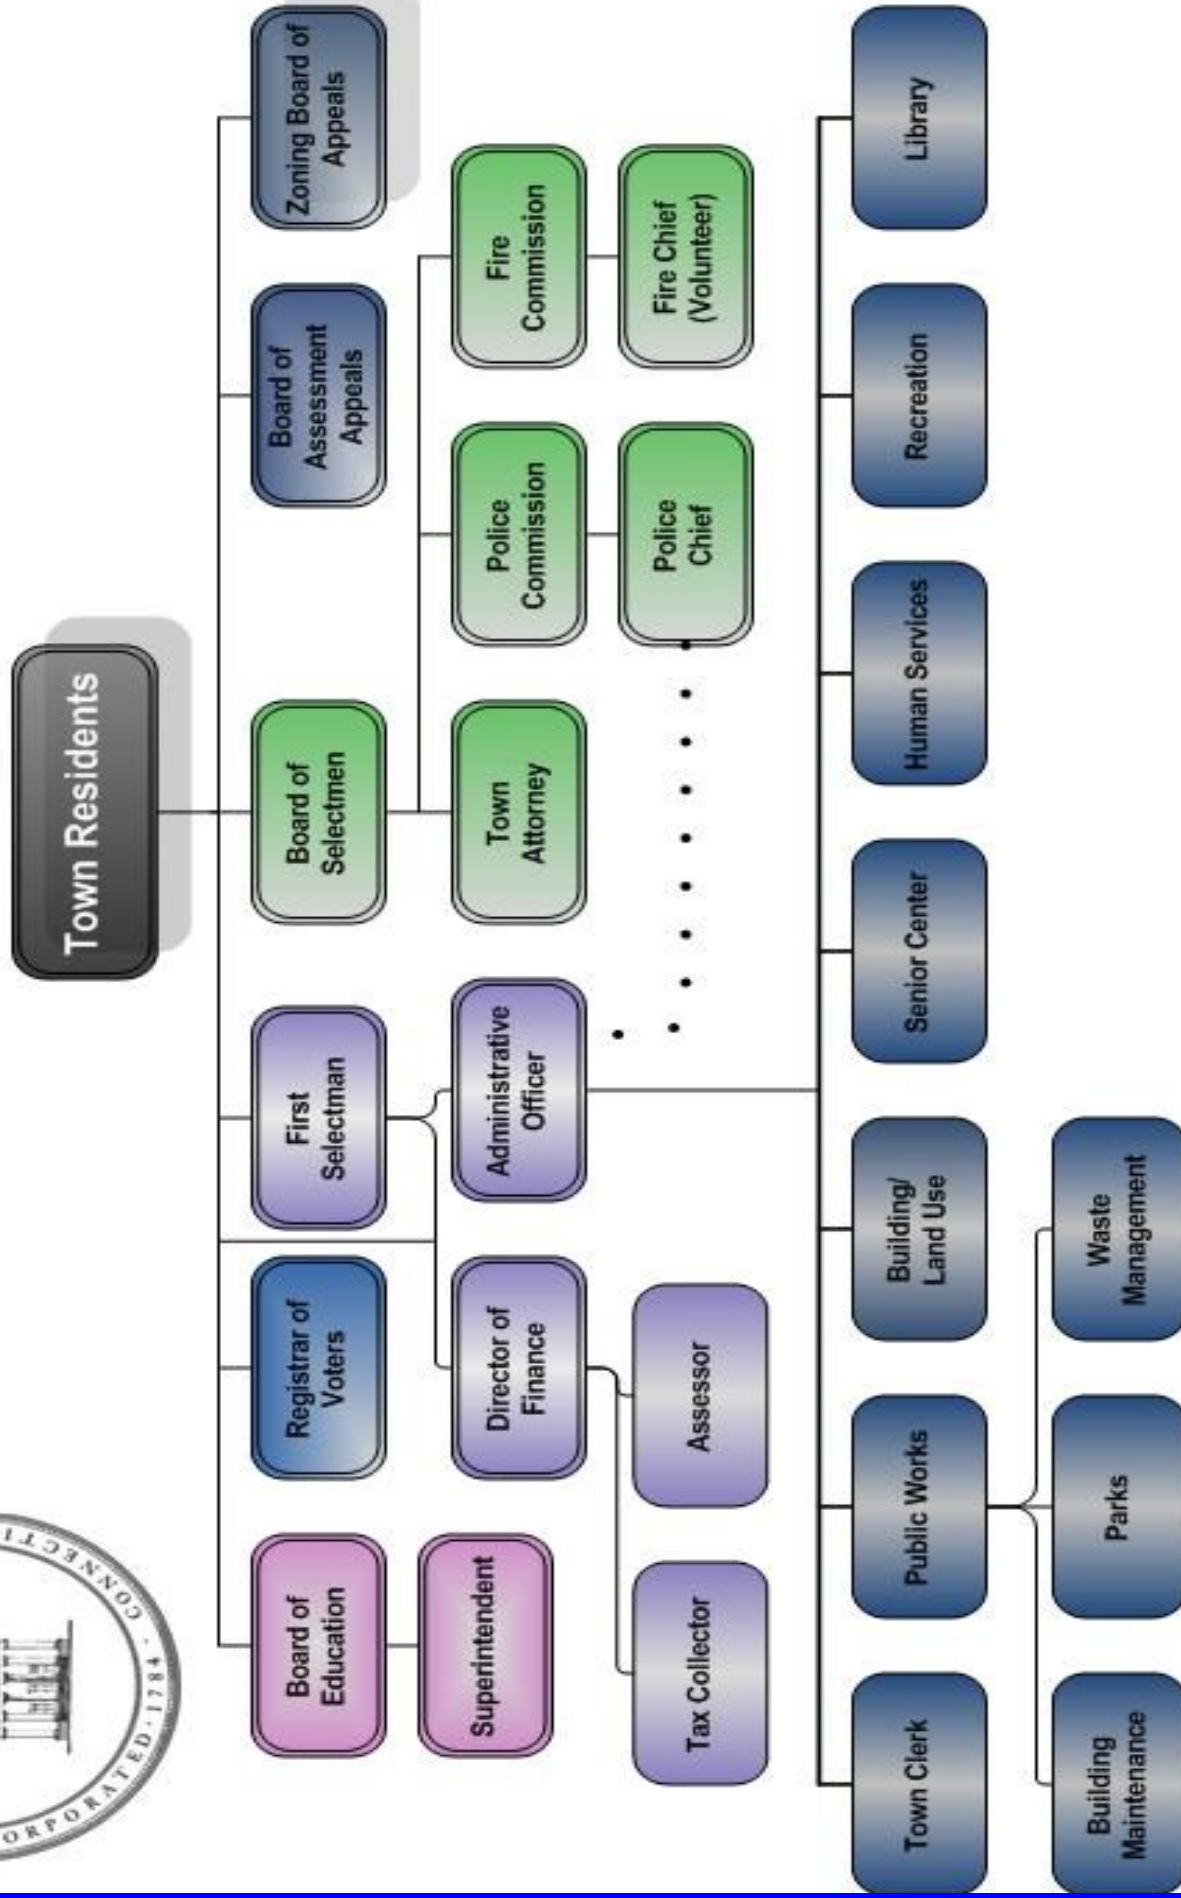 ORPORATED · 1784 · CONNECTI
Town Residents
Board of
Education
Registrar of
Voters
First
Selectman
Board of
Selectmen
Board of
Assessment
Appeals
Zoning Board of
Appeals
Superintendent
Director of
Finance
Administrative
Officer
Town
Attorney
Police
Commission
Fire
Commission
Tax Collector
Assessor
Police
Chief
Fire Chief
(Volunteer)
Town Clerk
Public Works
Building/
Land Use
Senior Center
Human Services
Recreation
Library
Building
Maintenance
Parks
Waste
Management